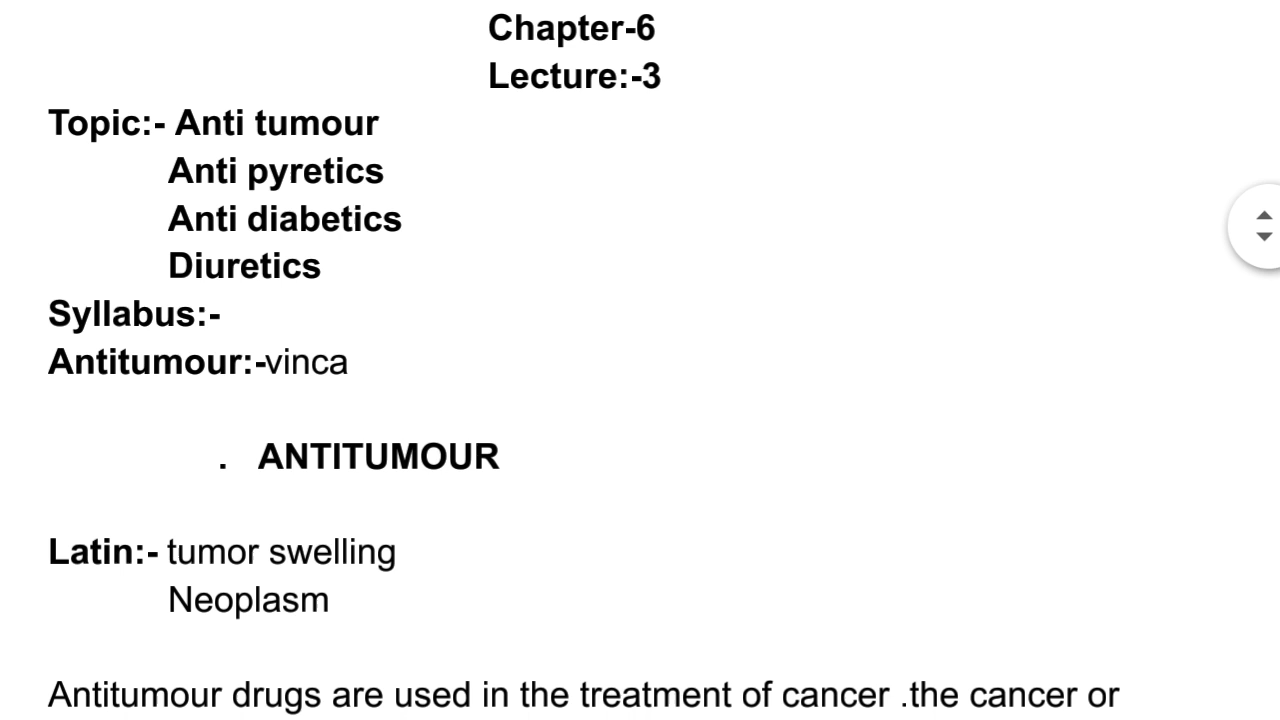 Chapter-6
Lecture:-3
Topic:- Anti tumour
Anti pyretics
Anti diabetics
Diuretics
Syllabus:-
Antitumour:-vinca
. ANTITUMOUR
Latin:- tumor swelling
Neoplasm
Antitumour drugs are used in the treatment of cancer .the cancer or